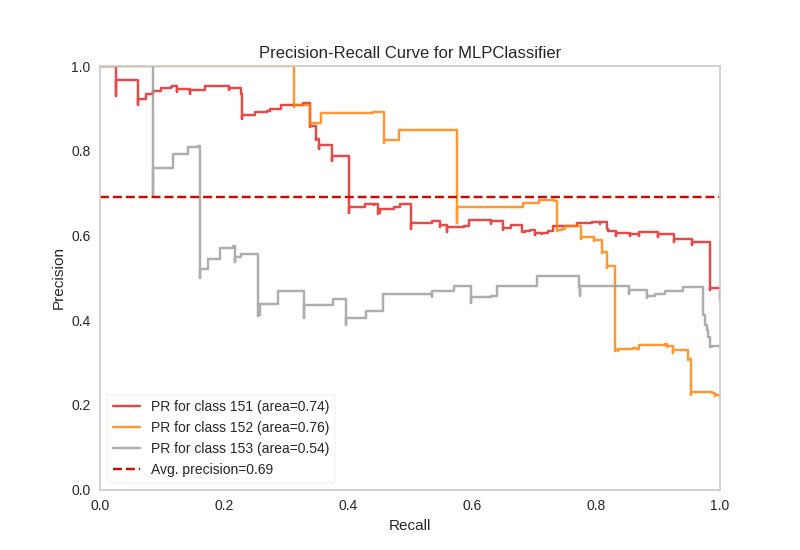 Precision-Recall Curve for MLPClassifier
1.0
0.8
0.6
0.4
0.2
0.0
Precision
PR for class 151 (area=0.74)
PR for class 152 (area=0.76)
PR for class 153 (area=0.54)
Avg. precision=0.69
0.0 0.2 0.4 0.6 0.8 1.0
Recall